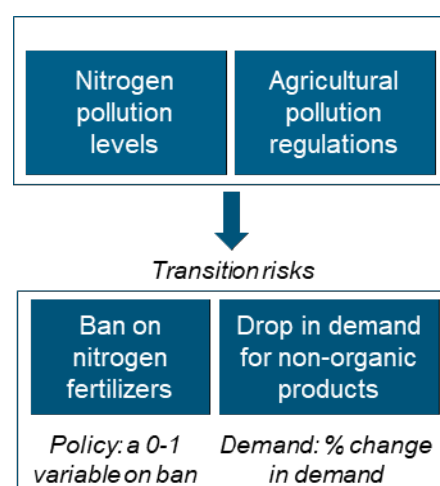 Nitrogen
pollution
levels
Agricultural
pollution
regulations
Transition risks
Ban on
nitrogen
fertilizers
Drop in demand
for non-organic
products
Policy: a 0-1
variable on ban
Demand: % change
in demand